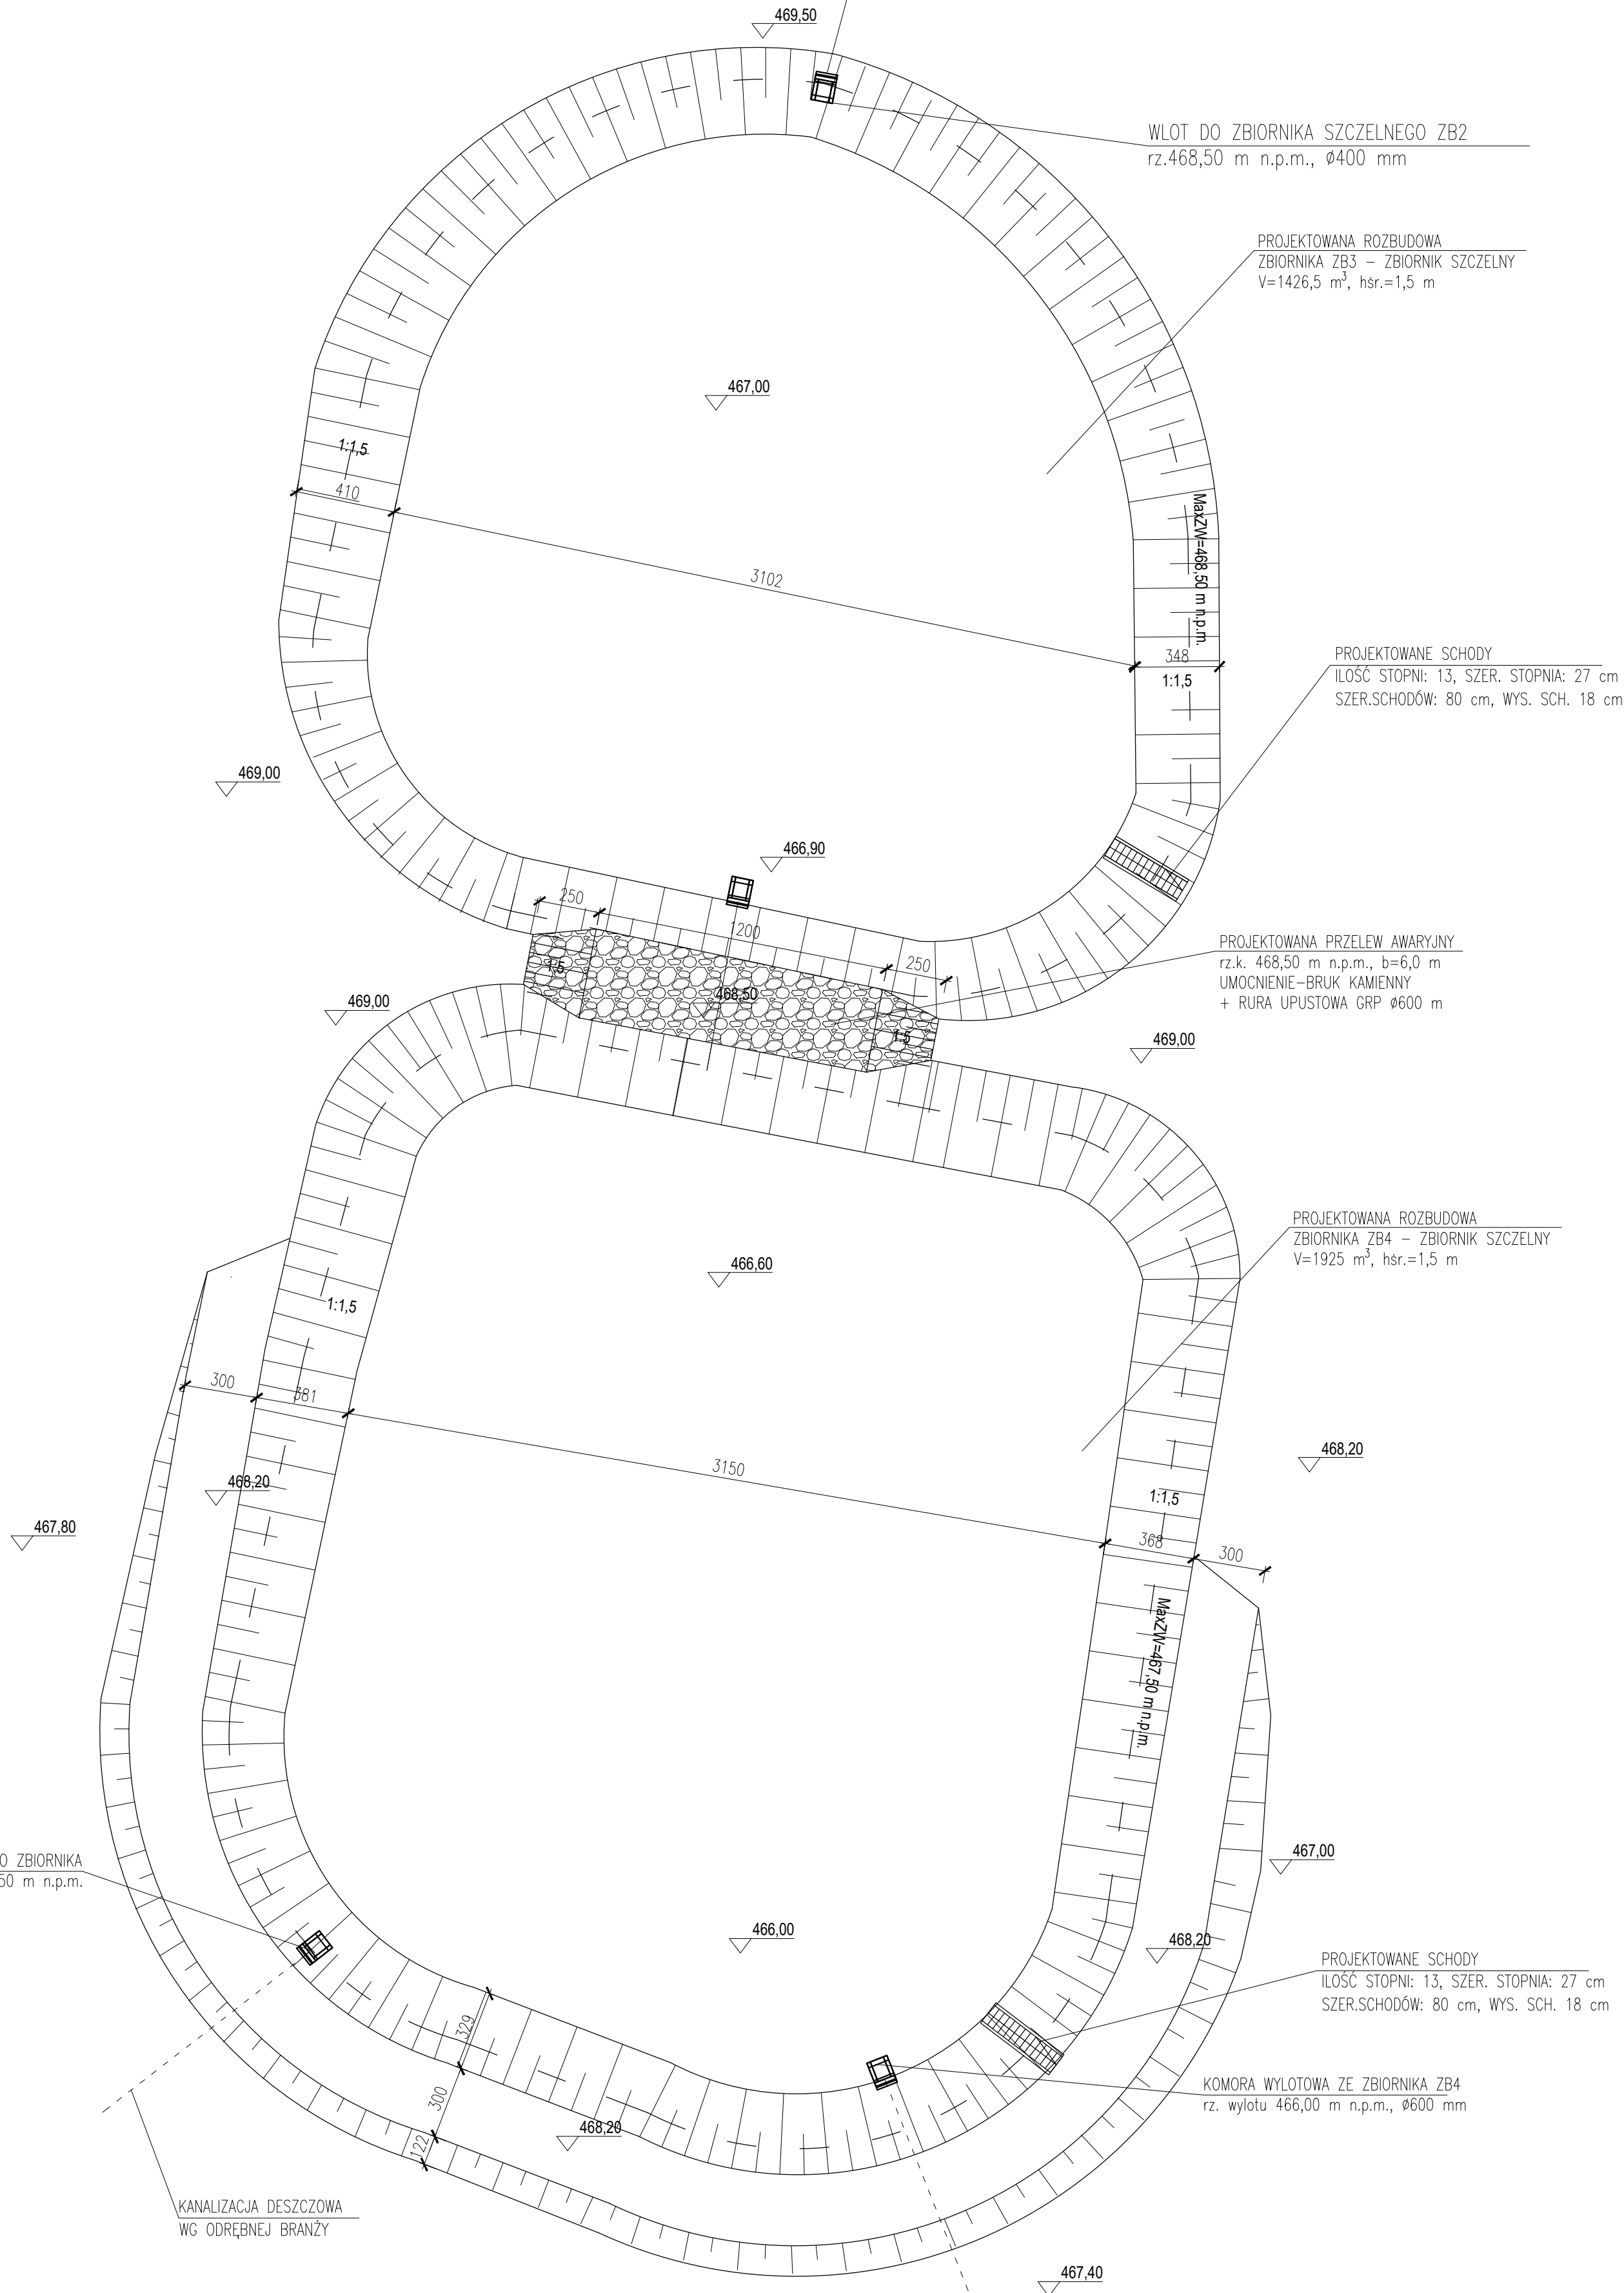 469,50
WLOT DO ZBIORNIKA SZCZELNEGO ZB2
rz.468,50 m n.p.m., Ø400 mm
PROJEKTOWANA ROZBUDOWA
ZBIORNIKA ZB3 – ZBIORNIK SZCZELNY
V=1426,5 m³, hśr.=1,5 m
467,00
1:1,5
410
MaxZW=468,50 m n.p.m.
3102
348
1:1,5
PROJEKTOWANE SCHODY
ILOŚĆ STOPNI: 13, SZER. STOPNIA: 27 cm
SZER.SCHODÓW: 80 cm, WYS. SCH. 18 cm
469,00
466,90
250
1200
250
1:5
468,50
1:5
PROJEKTOWANA PRZELEW AWARYJNY
rz.k. 468,50 m n.p.m., b=6,0 m
UMOCNIENIE–BRUK KAMIENNY
+ RURA UPUSTOWA GRP Ø600 m
469,00
469,00
PROJEKTOWANA ROZBUDOWA
ZBIORNIKA ZB4 – ZBIORNIK SZCZELNY
V=1925 m³, hśr.=1,5 m
466,60
1:1,5
300
381
3150
468,20
468,20
467,80
1:1,5
368
300
MaxZW=467,50 m n.p.m.
O ZBIORNIKA
50 m n.p.m.
467,00
466,00
468,20
PROJEKTOWANE SCHODY
ILOŚĆ STOPNI: 13, SZER. STOPNIA: 27 cm
SZER.SCHODÓW: 80 cm, WYS. SCH. 18 cm
329
300
122
468,20
KOMORA WYLOTOWA ZE ZBIORNIKA ZB4
rz. wylotu 466,00 m n.p.m., Ø600 mm
KANALIZACJA DESZCZOWA
WG ODRĘBNEJ BRANŻY
467,40